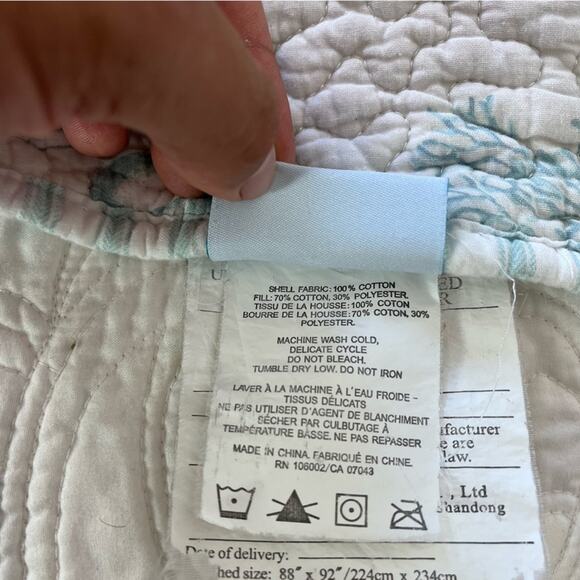 SHELL FABRIC: 100% COTTON
FILL: 70% COTTON, 30% POLYESTER.
TISSU DE LA HOUSSE: 100% COTON
BOURRE DE LA HOUSSE: 70% COTON, 30%
POLYESTER.
MACHINE WASH COLD,
DELICATE CYCLE
DO NOT BLEACH.
TUMBLE DRY LOW. DO NOT IRON
LAVER À LA MACHINE À L'EAU FROIDE -
TISSUS DÉLICATS
NE PAS UTILISER D'AGENT DE BLANCHIMENT
SÉCHER PAR CULBUTAGE À
TEMPÉRATURE BASSE. NE PAS REPASSER
MADE IN CHINA. FABRIQUÉ EN CHINE.
RN 106002/CA 07043
ufacturer
e are
law.
., Ltd
Shandong
Date of delivery:
hed size: 88″ x 92″/224cm x 234cm